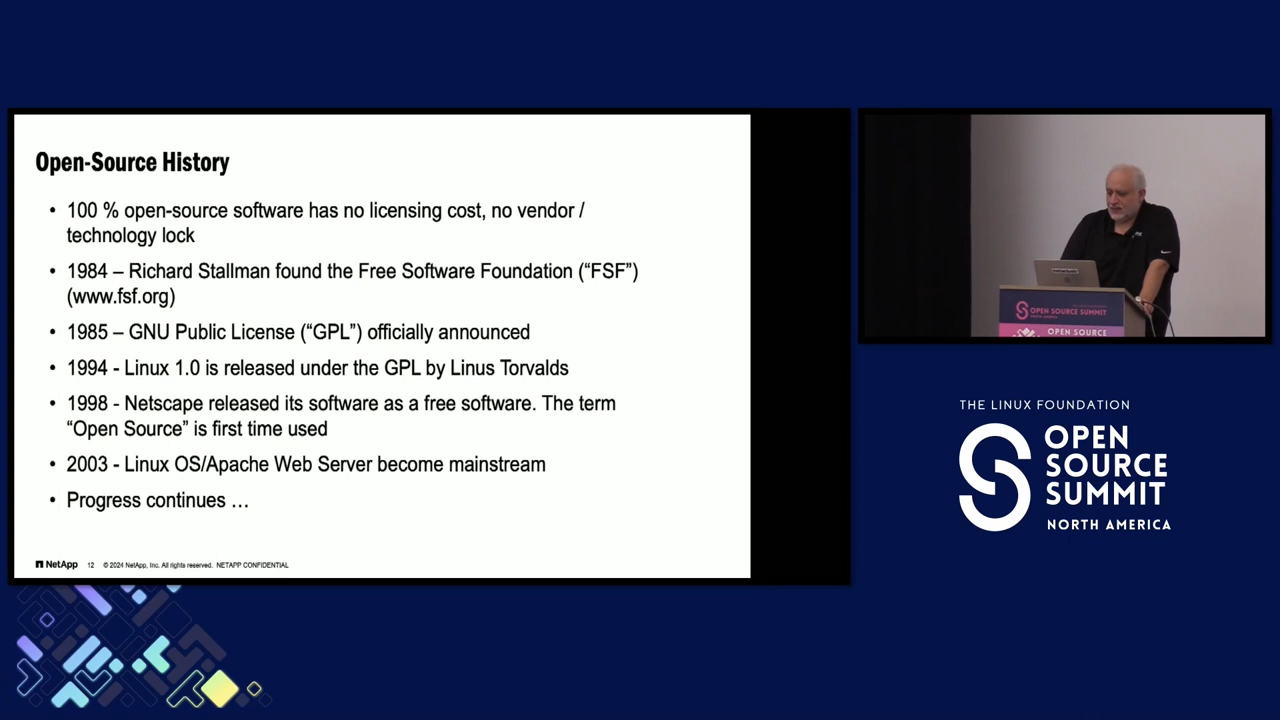 Open-Source History
• 100 % open-source software has no licensing cost, no vendor /
technology lock
• 1984 – Richard Stallman found the Free Software Foundation (“FSF”)
(www.fsf.org)
• 1985 – GNU Public License (“GPL”) officially announced
• 1994 - Linux 1.0 is released under the GPL by Linus Torvalds
• 1998 - Netscape released its software as a free software. The term
“Open Source” is first time used
• 2003 - Linux OS/Apache Web Server become mainstream
• Progress continues …
NetApp 12 © 2024 NetApp, Inc. All rights reserved. NETAPP CONFIDENTIAL
OPEN SOURCE SUMMIT
OPEN SOURCE
THE LINUX FOUNDATION
OPEN
SOURCE
SUMMIT
NORTH AMERICA